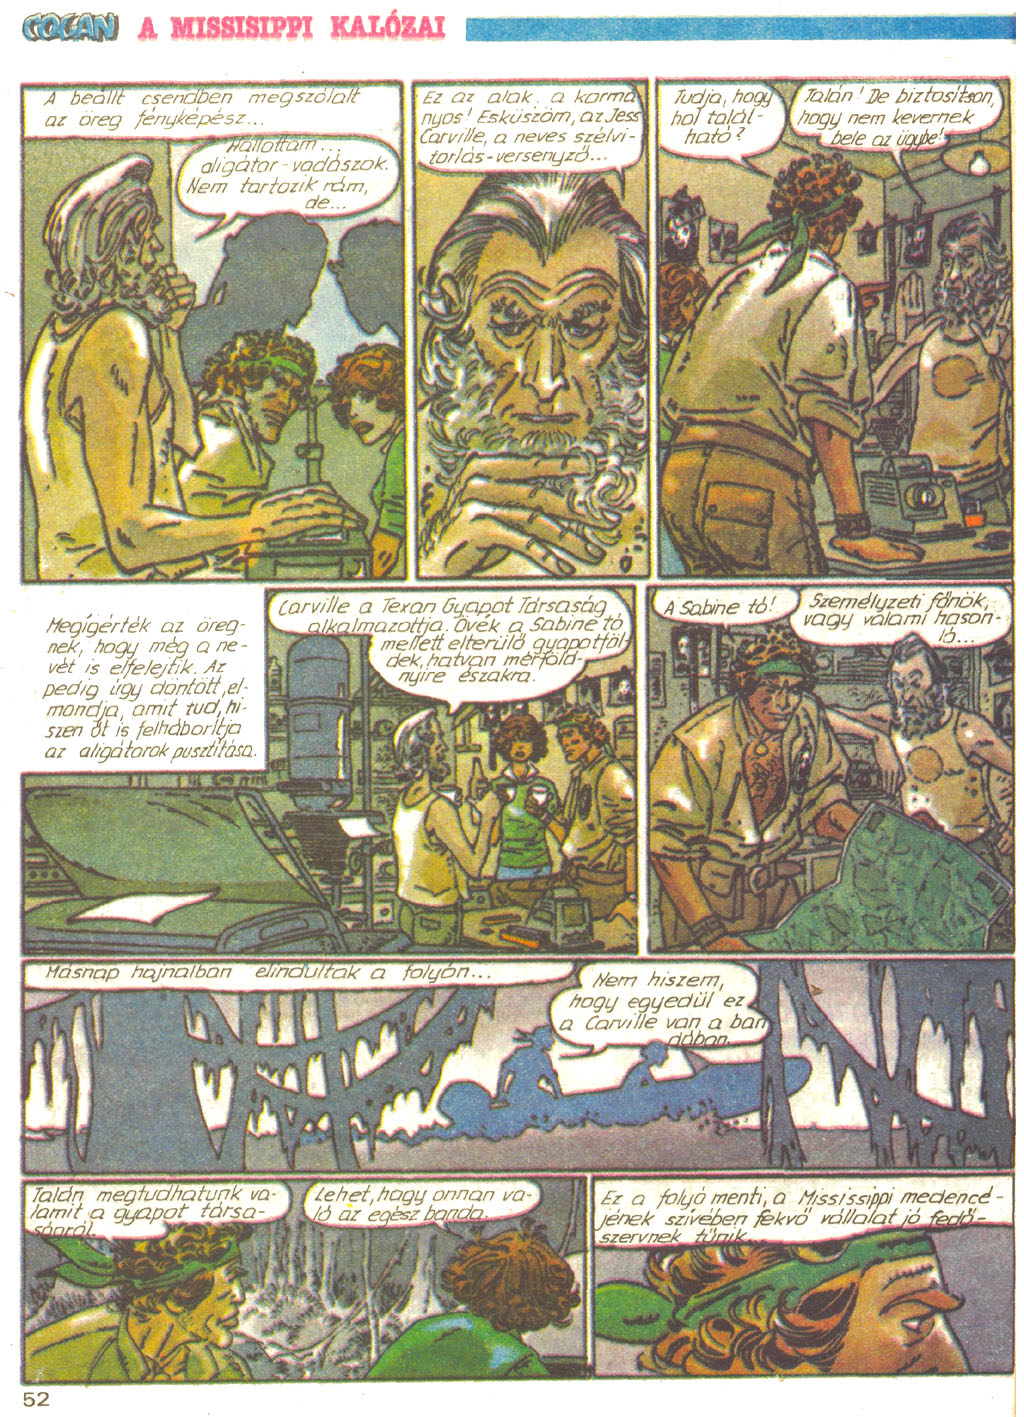 COCAN A MISSISIPPI KALÓZAI
A beállt csendben megszólalt
az öreg fényképész...
Hallottam...
aligátor-vadászok.
Nem tartozik rám,
de...
Ez az alak, a kormá
nyos! Esküszöm, az Jess
Carville, a neves szélvi-
torlás-versenyző...
Tudja, hogy
hol talál-
ható?
Talán! De biztosítson,
hogy nem kevernek
bele az ügybe!
Megígérték az öreg-
nek, hogy még a ne-
vét is elfelejtik. Az
pedig úgy döntött, el-
mondja, amit tud, hi-
szen őt is felháborítja
az aligátorok pusztítása.
Carville a Texan Gyapot Társaság
alkalmazottja. Övék a Sabine tó
mellett elterülő gyapotföl-
dek, hatvan mérföld-
nyire északra.
A Sabine tó!
Személyzeti főnök,
vagy valami hason-
ló...
Másnap hajnalban elindultak a folyón...
Nem hiszem,
hogy egyedül ez
a Carville van a ban
dában.
Talán megtudhatunk va-
lamit a gyapot társa-
ságról.
Lehet, hogy onnan va-
ló az egész banda.
Ez a folyó menti, a Mississippi medencé-
jének szívében fekvő vállalat jó fedő-
szervnek tűnik...
52